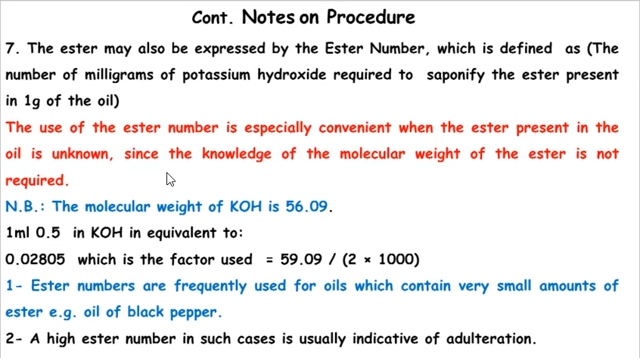 Cont. Notes on Procedure
7. The ester may also be expressed by the Ester Number, which is defined as (The
number of milligrams of potassium hydroxide required to saponify the ester present
in 1g of the oil)
The use of the ester number is especially convenient when the ester present in the
oil is unknown, since the knowledge of the molecular weight of the ester is not
required.
N.B.: The molecular weight of KOH is 56.09.
1ml 0.5 in KOH in equivalent to:
0.02805 which is the factor used = 59.09 / (2 × 1000)
1- Ester numbers are frequently used for oils which contain very small amounts of
ester e.g. oil of black pepper.
2- A high ester number in such cases is usually indicative of adulteration.